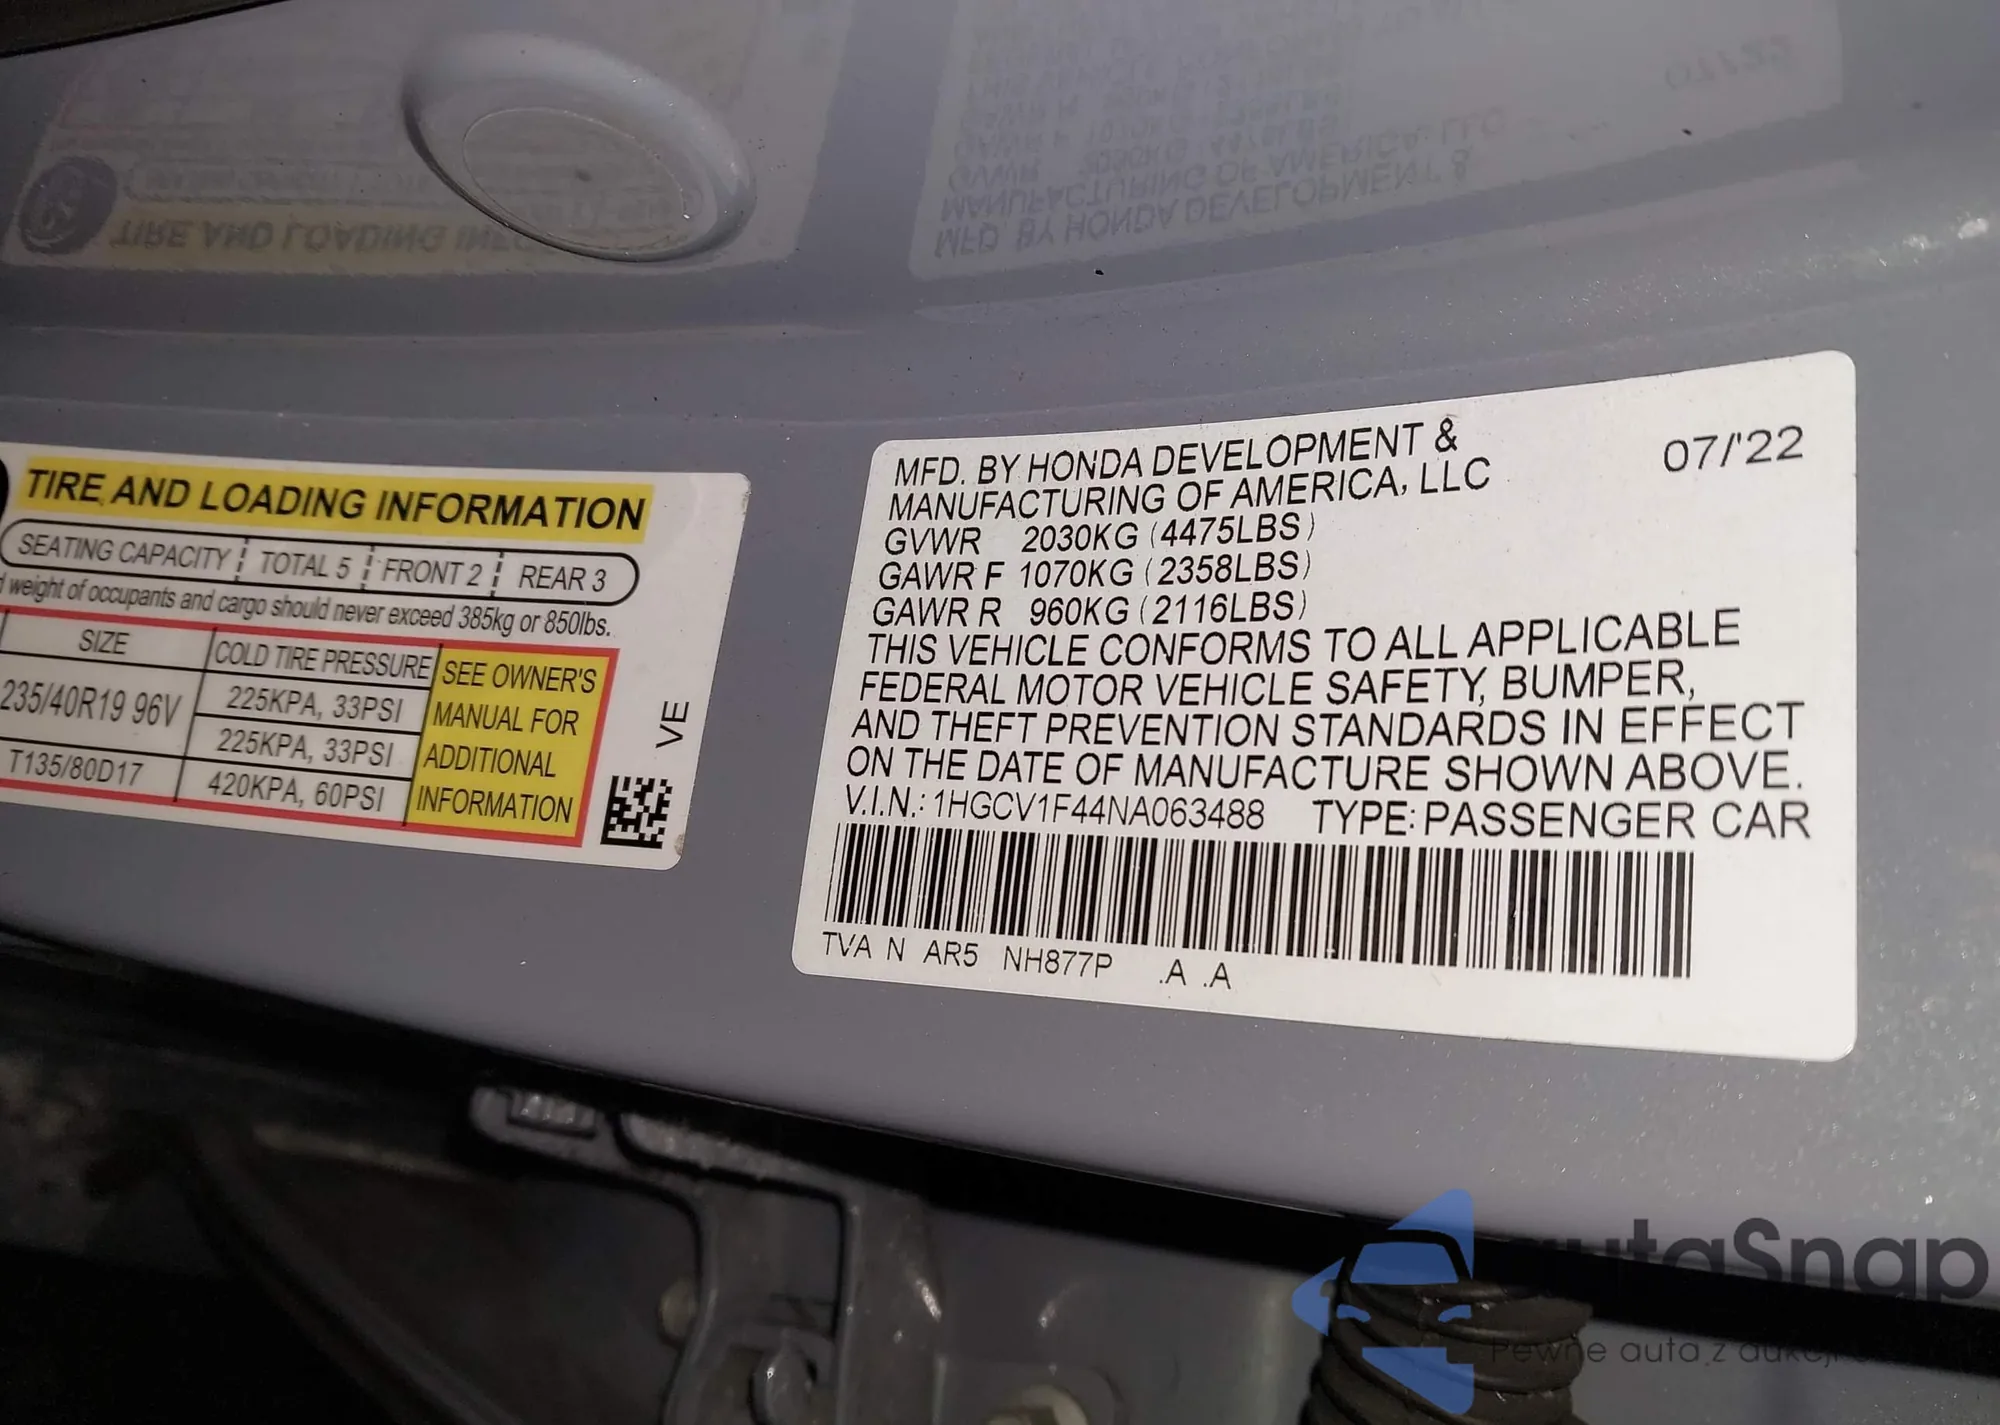 TIRE AND LOADING INFORMATION
SEATING CAPACITY TOTAL 5 FRONT 2 REAR 3
weight of occupants and cargo should never exceed 385kg or 850lbs.
SIZE COLD TIRE PRESSURE
235/40R19 96V 225KPA, 33PSI
225KPA, 33PSI
T135/80D17 420KPA, 60PSI
SEE OWNER'S
MANUAL FOR
ADDITIONAL
INFORMATION
VE
MFD. BY HONDA DEVELOPMENT &
MANUFACTURING OF AMERICA, LLC
07/'22
GVWR 2030KG (4475LBS)
GAWR F 1070KG (2358LBS)
GAWR R 960KG (2116LBS)
THIS VEHICLE CONFORMS TO ALL APPLICABLE
FEDERAL MOTOR VEHICLE SAFETY, BUMPER,
AND THEFT PREVENTION STANDARDS IN EFFECT
ON THE DATE OF MANUFACTURE SHOWN ABOVE.
V.I.N.: 1HGCV1F44NA063488 TYPE: PASSENGER CAR
TVA N AR5 NH877P .A .A
autaSnap
Pewne auta z